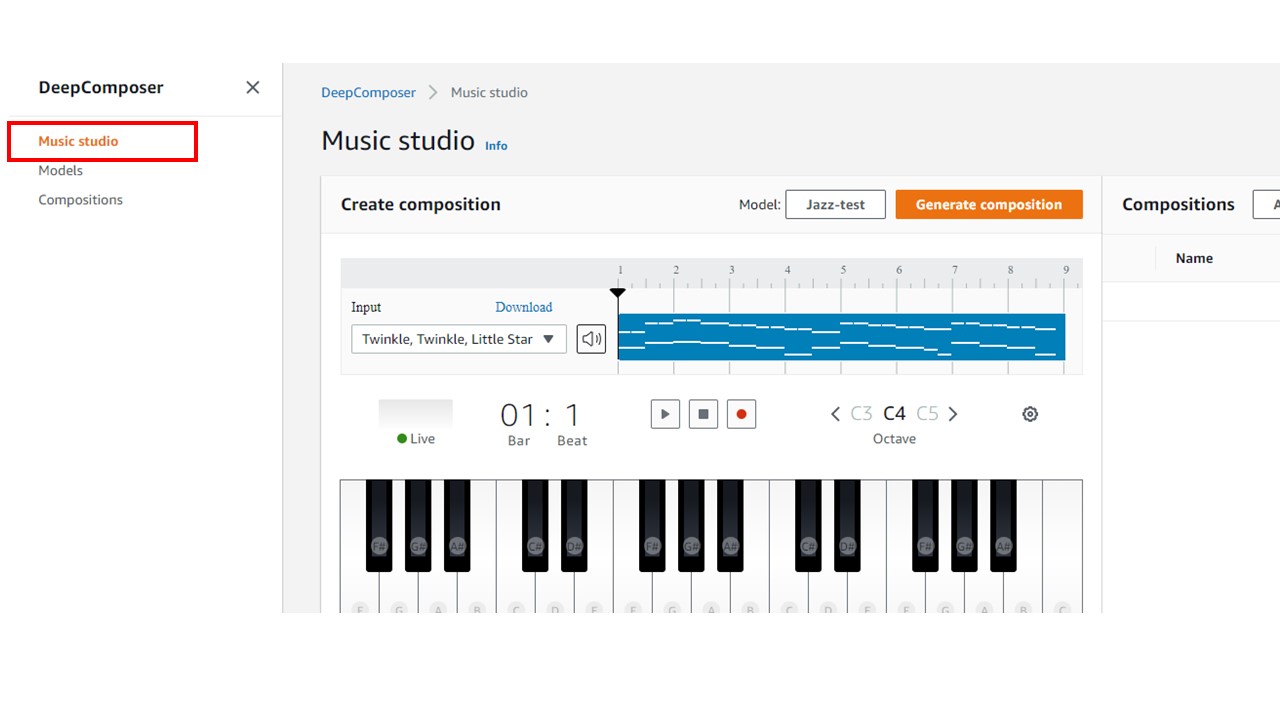 DeepComposer
Music studio
Models
Compositions
DeepComposer > Music studio
Music studio Info
Create composition
Model: Jazz-test Generate composition
Compositions
Name
1 2 3 4 5 6 7 8 9
Input Download
Twinkle, Twinkle, Little Star
Live
01 : 1
Bar Beat
C3 C4 C5
Octave
F# G# A# C# D# F# G# A# C# D# F# G# A#
F G A B C D E F G A B C D E F G A B C